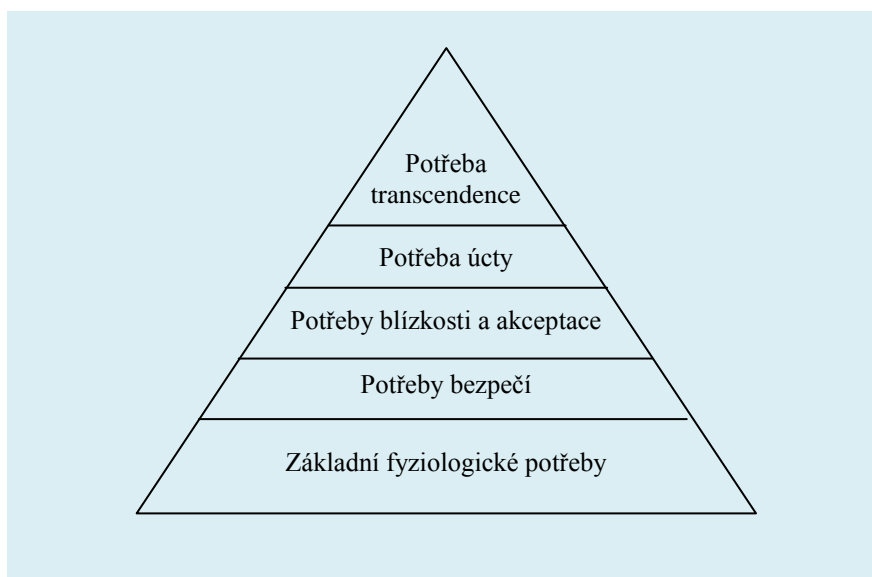 Potřeba
transcendence
Potřeba úcty
Potřeby blízkosti a akceptace
Potřeby bezpečí
Základní fyziologické potřeby